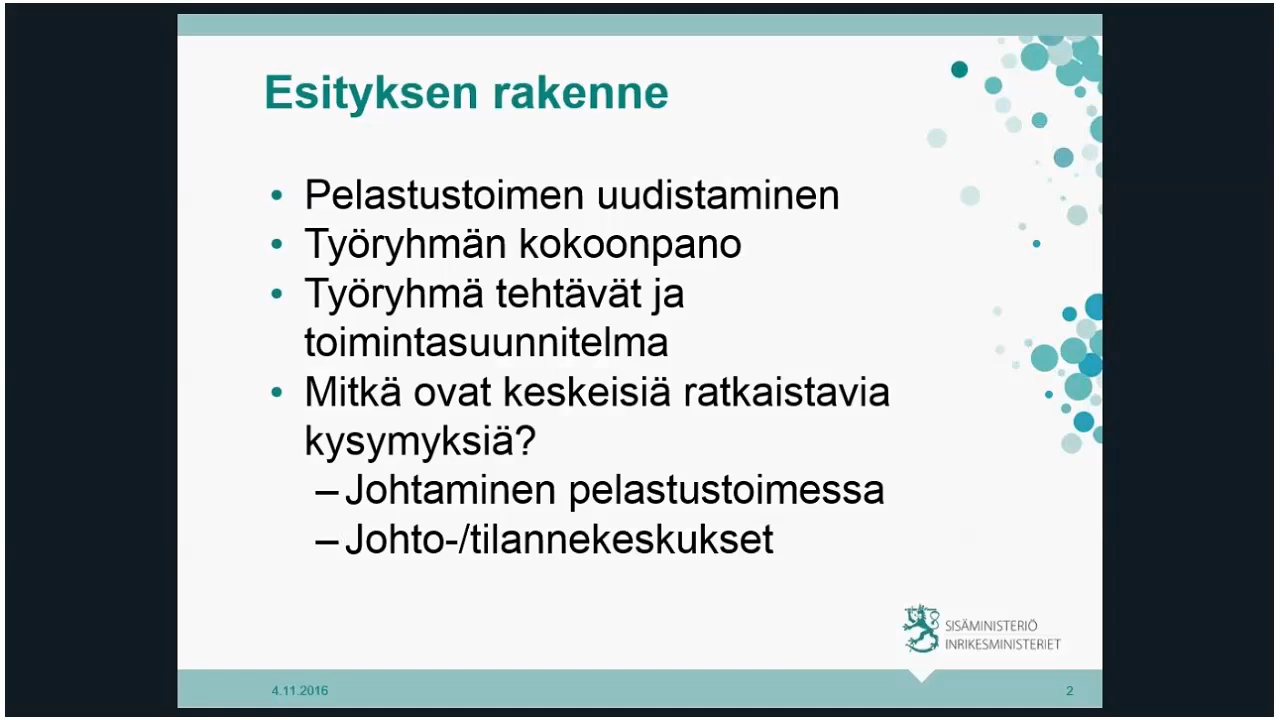 Esityksen rakenne
• Pelastustoimen uudistaminen
• Työryhmän kokoonpano
• Työryhmä tehtävät ja
toimintasuunnitelma
• Mitkä ovat keskeisiä ratkaistavia
kysymyksiä?
–Johtaminen pelastustoimessa
–Johto-/tilannekeskukset
SISÄMINISTERIÖ
INRIKESMINISTERIET
4.11.2016
2